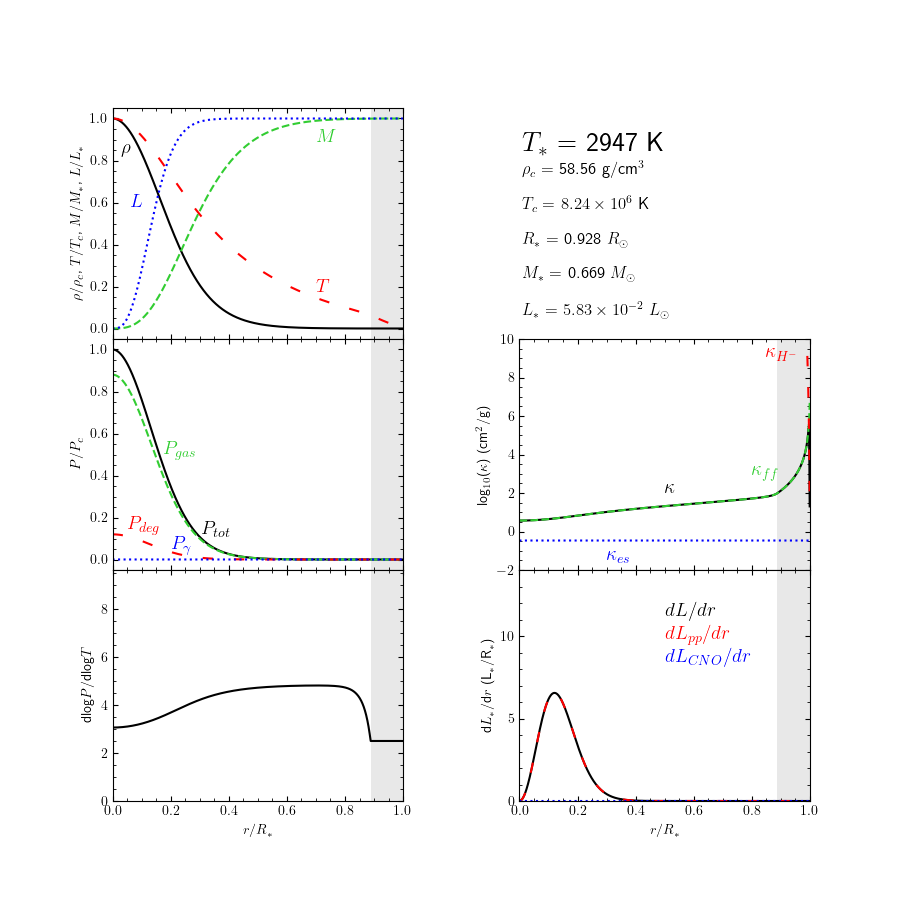 T* = 2947 K
ρc = 58.56 g/cm³
Tc = 8.24 × 10⁶ K
R* = 0.928 R⊙
M* = 0.669 M⊙
L* = 5.83 × 10⁻² L⊙
ρ/ρc, T/Tc, M/M*, L/L*
1.0
0.8
0.6
0.4
0.2
0.0
ρ
L
M
T
P/Pc
1.0
0.8
0.6
0.4
0.2
0.0
Pgas
Pdeg
Pγ
Ptot
log₁₀(κ) (cm²/g)
10
8
6
4
2
0
−2
κH⁻
κff
κ
κes
dlogP/dlogT
8
6
4
2
0
0.0 0.2 0.4 0.6 0.8 1.0
r/R*
dL*/dr (L*/R*)
10
5
0
dL/dr
dLpp/dr
dLCNO/dr
0.0 0.2 0.4 0.6 0.8 1.0
r/R*